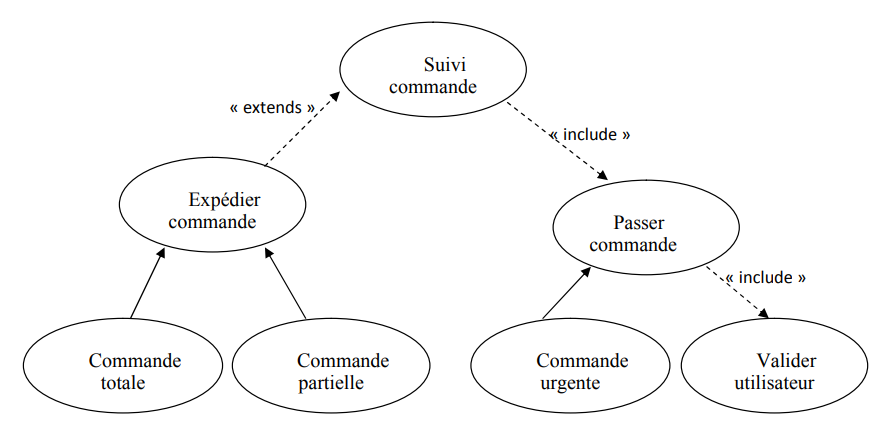 Suivi
commande
« extends »
« include »
Expédier
commande
Passer
commande
« include »
Commande
totale
Commande
partielle
Commande
urgente
Valider
utilisateur